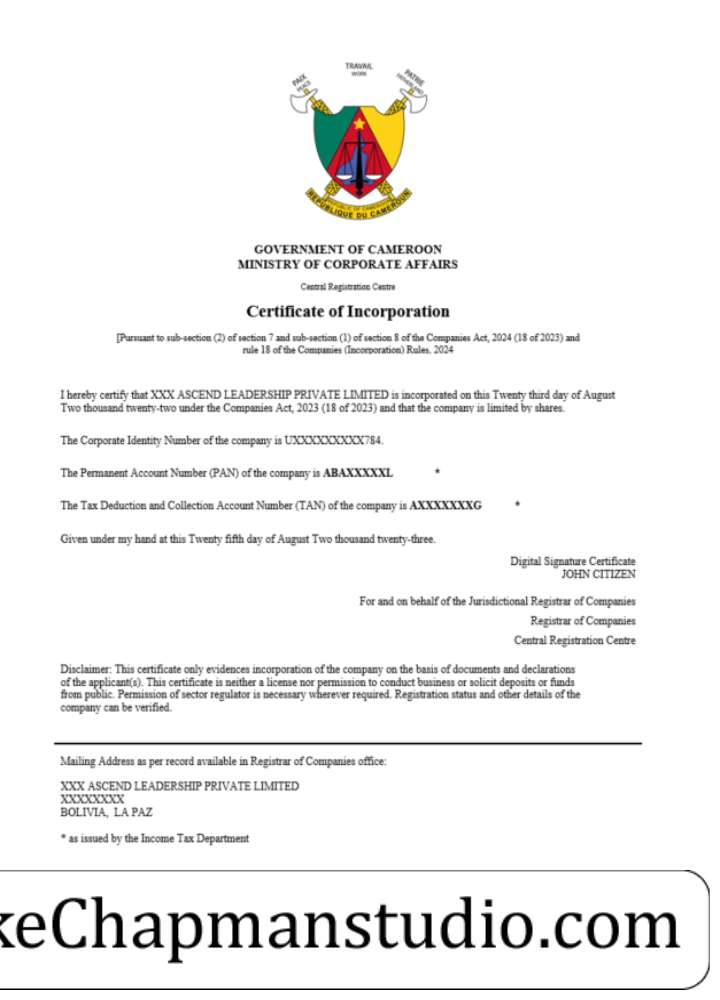 TRAVAIL
WORK
PAIX
PEACE
PATRIE
FATHERLAND
REPUBLIC OF CAMEROON
REPUBLIQUE DU CAMEROUN
GOVERNMENT OF CAMEROON
MINISTRY OF CORPORATE AFFAIRS
Central Registration Centre
Certificate of Incorporation
[Pursuant to sub-section (2) of section 7 and sub-section (1) of section 8 of the Companies Act, 2024 (18 of 2023) and
rule 18 of the Companies (Incorporation) Rules, 2024
I hereby certify that XXX ASCEND LEADERSHIP PRIVATE LIMITED is incorporated on this Twenty third day of August
Two thousand twenty-two under the Companies Act, 2023 (18 of 2023) and that the company is limited by shares.
The Corporate Identity Number of the company is UXXXXXXXXX784.
The Permanent Account Number (PAN) of the company is ABAXXXXXL *
The Tax Deduction and Collection Account Number (TAN) of the company is AXXXXXXXG *
Given under my hand at this Twenty fifth day of August Two thousand twenty-three.
Digital Signature Certificate
JOHN CITIZEN
For and on behalf of the Jurisdictional Registrar of Companies
Registrar of Companies
Central Registration Centre
Disclaimer: This certificate only evidences incorporation of the company on the basis of documents and declarations
of the applicant(s). This certificate is neither a license nor permission to conduct business or solicit deposits or funds
from public. Permission of sector regulator is necessary wherever required. Registration status and other details of the
company can be verified.
Mailing Address as per record available in Registrar of Companies office:
XXX ASCEND LEADERSHIP PRIVATE LIMITED
XXXXXXXX
BOLIVIA, LA PAZ
* as issued by the Income Tax Department
keChapmanstudio.com